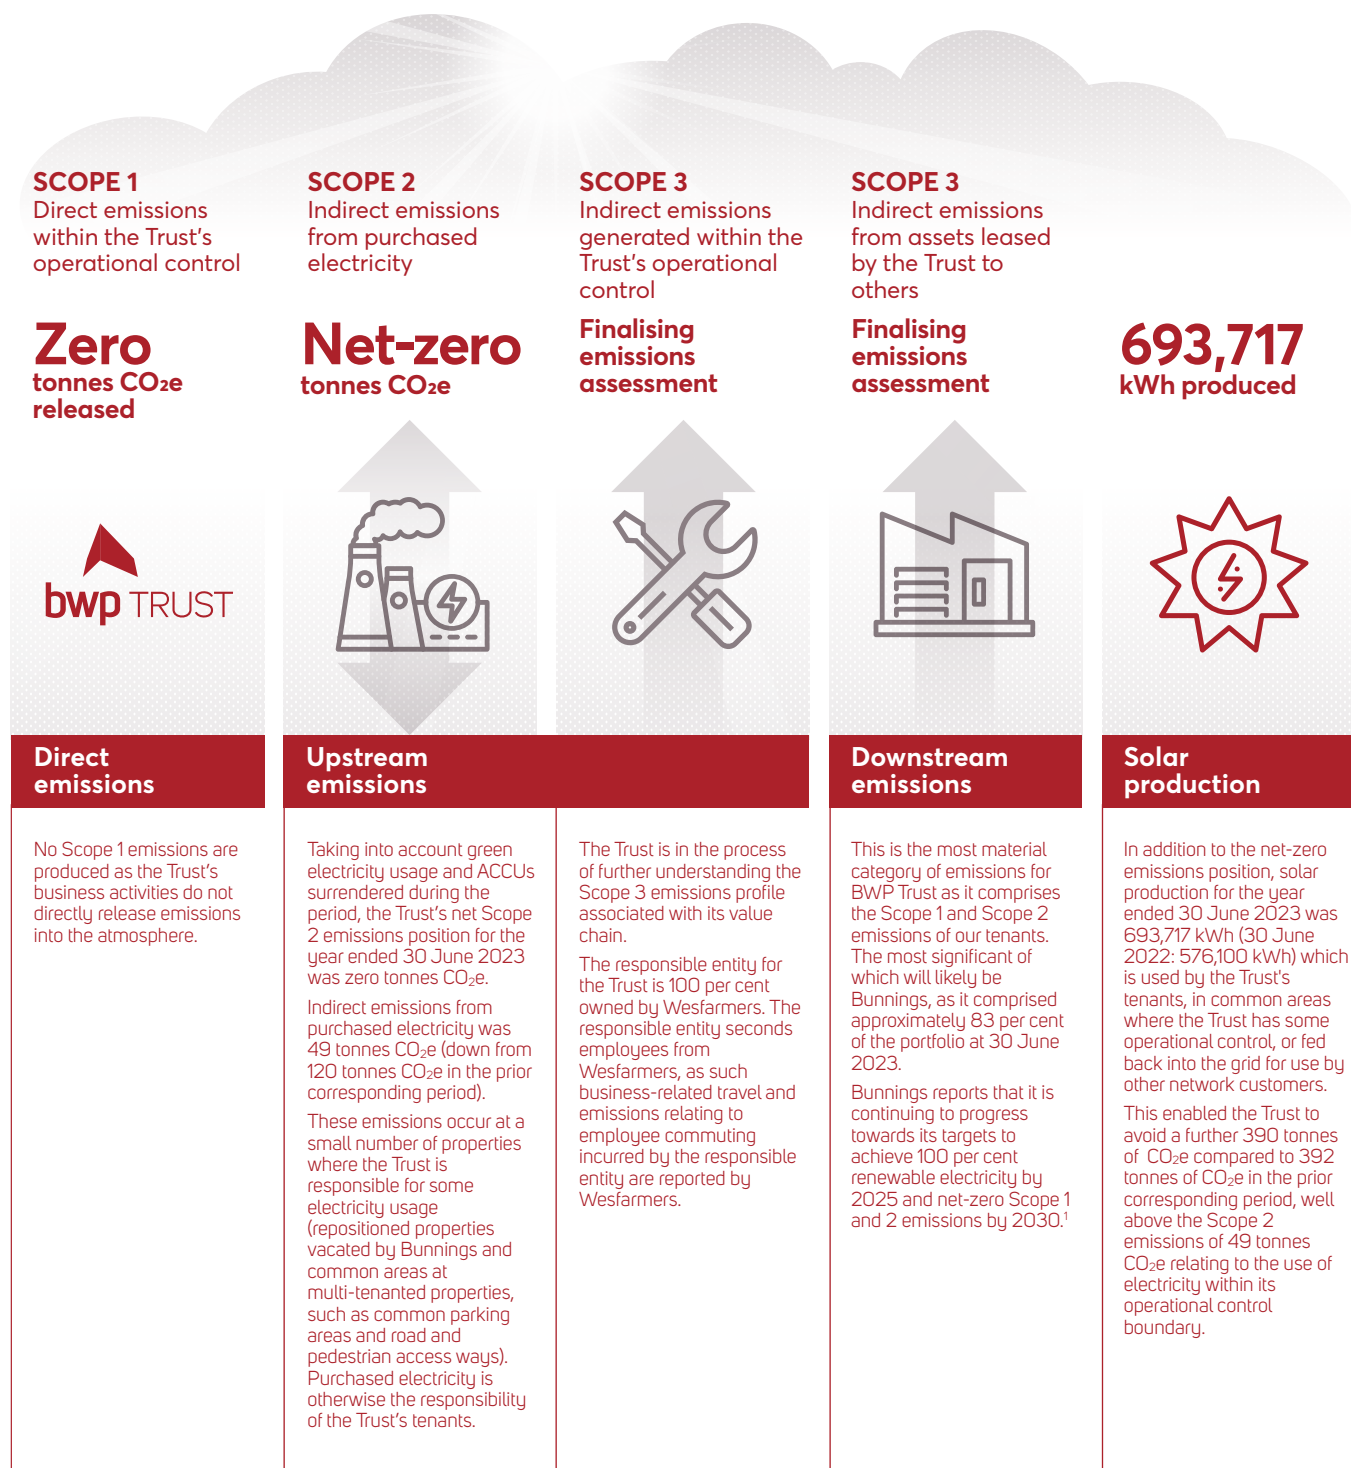 SCOPE 1
Direct emissions
within the Trust's
operational control
Zero
tonnes CO₂e
released
SCOPE 2
Indirect emissions
from purchased
electricity
Net-zero
tonnes CO₂e
SCOPE 3
Indirect emissions
generated within the
Trust's operational
control
Finalising
emissions
assessment
SCOPE 3
Indirect emissions
from assets leased
by the Trust to
others
Finalising
emissions
assessment
693,717
kWh produced
bwp TRUST
Direct
emissions
No Scope 1 emissions are
produced as the Trust's
business activities do not
directly release emissions
into the atmosphere.
Upstream
emissions
Taking into account green
electricity usage and ACCUs
surrendered during the
period, the Trust's net Scope
2 emissions position for the
year ended 30 June 2023
was zero tonnes CO₂e.
Indirect emissions from
purchased electricity was
49 tonnes CO₂e (down from
120 tonnes CO₂e in the prior
corresponding period).
These emissions occur at a
small number of properties
where the Trust is
responsible for some
electricity usage
(repositioned properties
vacated by Bunnings and
common areas at
multi-tenanted properties,
such as common parking
areas and road and
pedestrian access ways).
Purchased electricity is
otherwise the responsibility
of the Trust's tenants.
The Trust is in the process
of further understanding the
Scope 3 emissions profile
associated with its value
chain.
The responsible entity for
the Trust is 100 per cent
owned by Wesfarmers. The
responsible entity seconds
employees from
Wesfarmers, as such
business-related travel and
emissions relating to
employee commuting
incurred by the responsible
entity are reported by
Wesfarmers.
Downstream
emissions
This is the most material
category of emissions for
BWP Trust as it comprises
the Scope 1 and Scope 2
emissions of our tenants.
The most significant of
which will likely be
Bunnings, as it comprised
approximately 83 per cent
of the portfolio at 30 June
2023.
Bunnings reports that it is
continuing to progress
towards its targets to
achieve 100 per cent
renewable electricity by
2025 and net-zero Scope 1
and 2 emissions by 2030.¹
Solar
production
In addition to the net-zero
emissions position, solar
production for the year
ended 30 June 2023 was
693,717 kWh (30 June
2022: 576,100 kWh) which
is used by the Trust's
tenants, in common areas
where the Trust has some
operational control, or fed
back into the grid for use by
other network customers.
This enabled the Trust to
avoid a further 390 tonnes
of CO₂e compared to 392
tonnes of CO₂e in the prior
corresponding period, well
above the Scope 2
emissions of 49 tonnes
CO₂e relating to the use of
electricity within its
operational control
boundary.